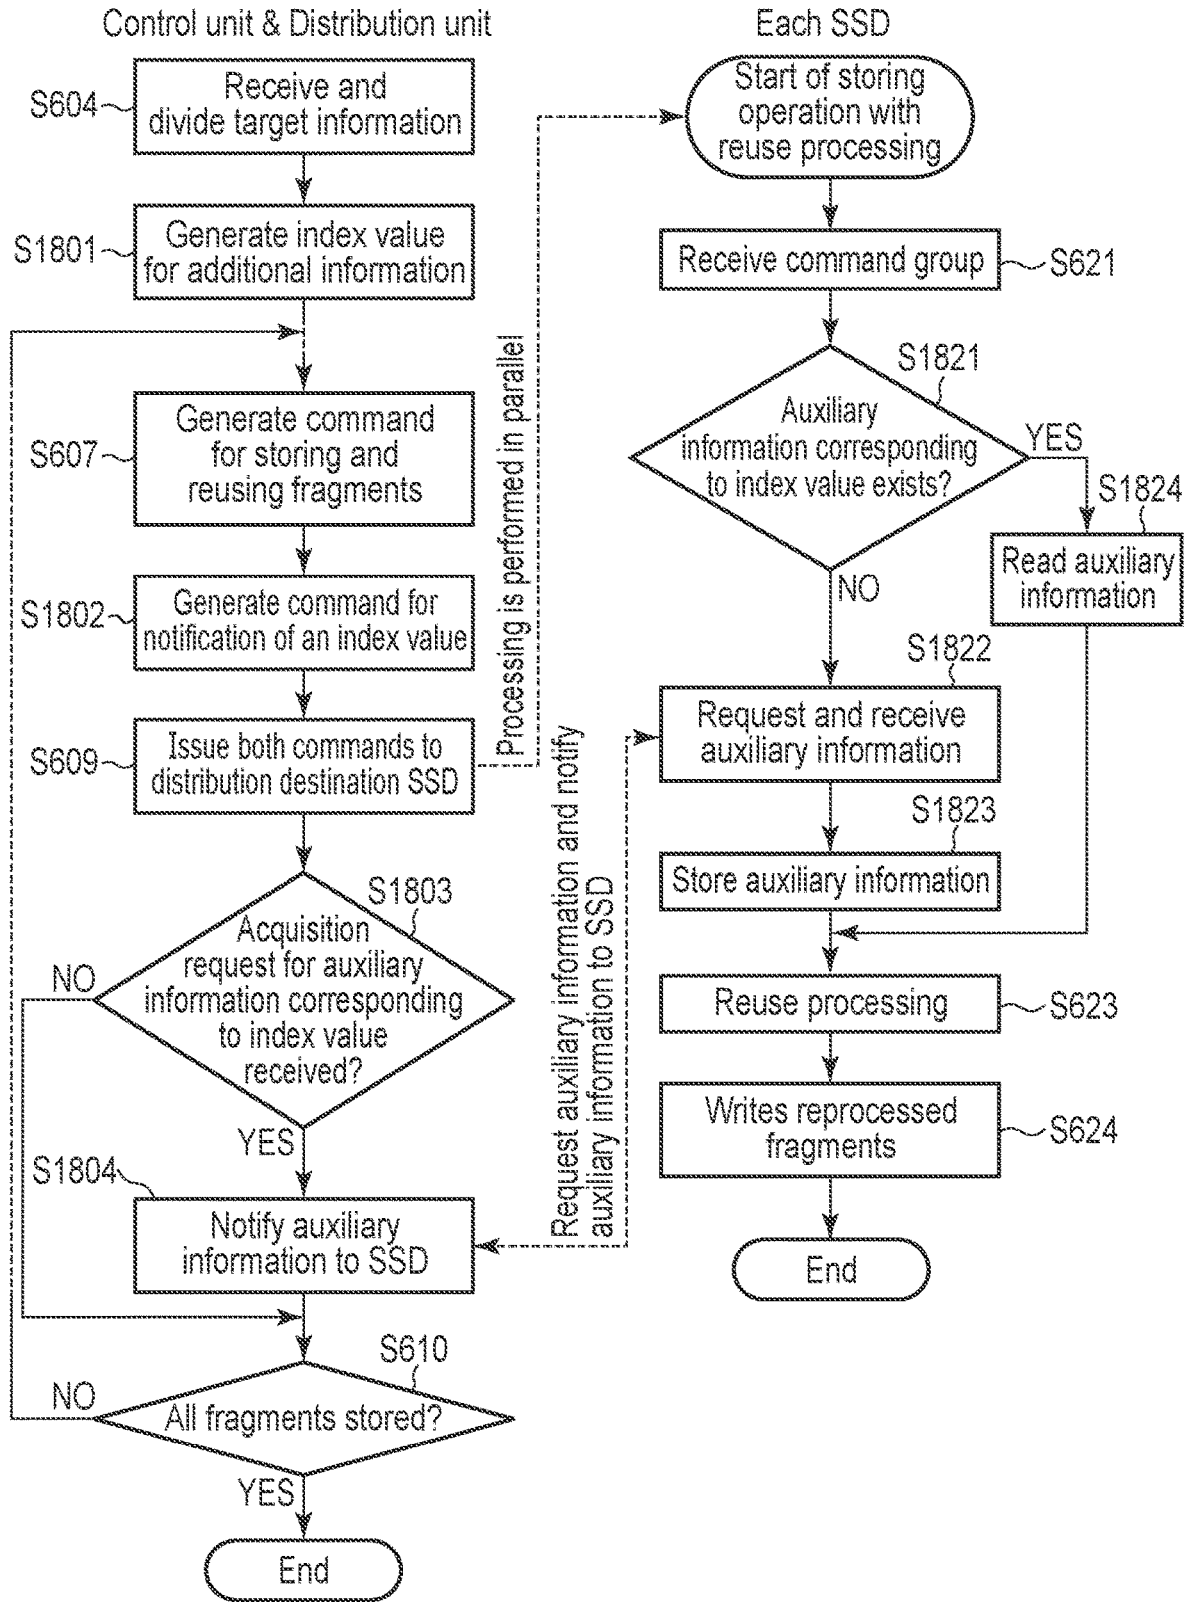 Control unit & Distribution unit
S604
Receive and
divide target information
S1801
Generate index value
for additional information
S607
Generate command
for storing and
reusing fragments
S1802
Generate command for
notification of an index value
S609
Issue both commands to
distribution destination SSD
S1803
Acquisition
request for auxiliary
information corresponding
to index value
received?
NO
YES
S1804
Notify auxiliary
information to SSD
S610
All fragments stored?
NO
YES
End
Processing is performed in parallel
Request auxiliary information and notify
auxiliary information to SSD
Each SSD
Start of storing
operation with
reuse processing
Receive command group
S621
S1821
Auxiliary
information corresponding
to index value exists?
YES
NO
S1824
Read auxiliary
information
S1822
Request and receive
auxiliary information
S1823
Store auxiliary information
Reuse processing
S623
Writes reprocessed
fragments
S624
End